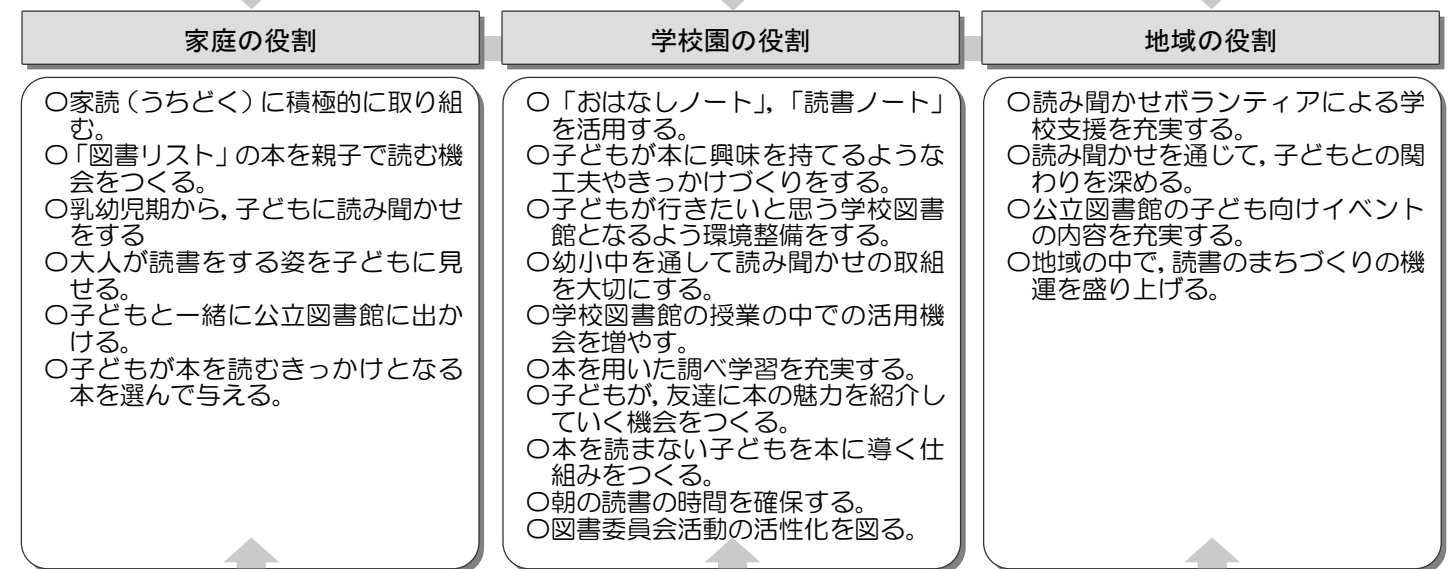 家庭の役割
○家読（うちどく）に積極的に取り組
む。
○「図書リスト」の本を親子で読む機
会をつくる。
○乳幼児期から，子どもに読み聞かせ
をする
○大人が読書をする姿を子どもに見
せる。
○子どもと一緒に公立図書館に出か
ける。
○子どもが本を読むきっかけとなる
本を選んで与える。
学校園の役割
○「おはなしノート」，「読書ノート」
を活用する。
○子どもが本に興味を持てるような
工夫やきっかけづくりをする。
○子どもが行きたいと思う学校図書
館となるよう環境整備をする。
○幼小中を通して読み聞かせの取組
を大切にする。
○学校図書館の授業の中での活用機
会を増やす。
○本を用いた調べ学習を充実する。
○子どもが，友達に本の魅力を紹介し
ていく機会をつくる。
○本を読まない子どもを本に導く仕
組みをつくる。
○朝の読書の時間を確保する。
○図書委員会活動の活性化を図る。
地域の役割
○読み聞かせボランティアによる学
校支援を充実する。
○読み聞かせを通じて，子どもとの関
わりを深める。
○公立図書館の子ども向けイベント
の内容を充実する。
○地域の中で，読書のまちづくりの機
運を盛り上げる。